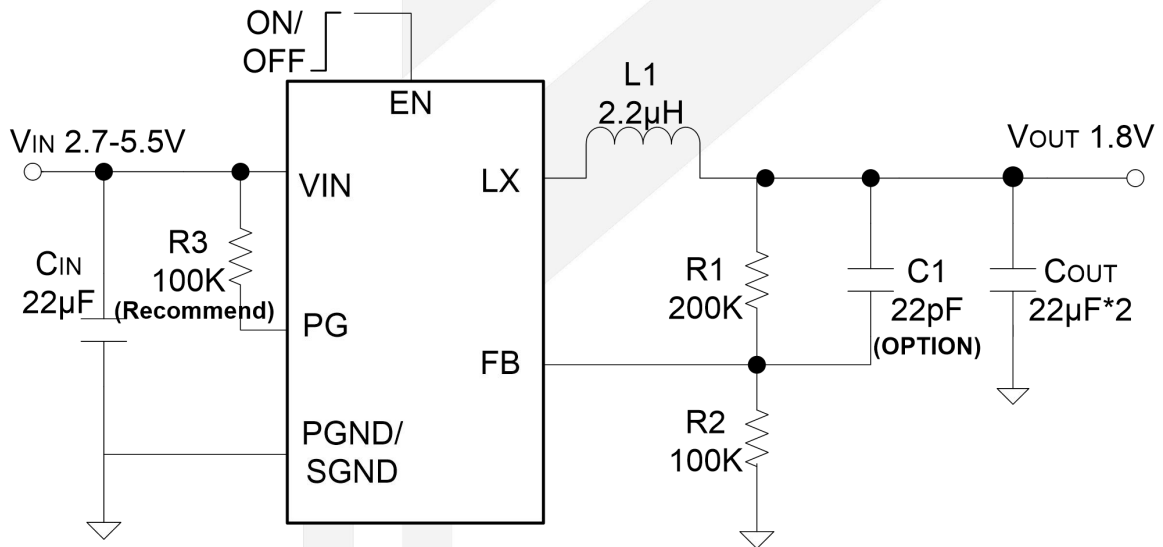 ON/
OFF
EN
L1
2.2µH
VIN 2.7-5.5V
VOUT 1.8V
VIN
LX
R3
100K
(Recommend)
CIN
22µF
PG
R1
200K
C1
22pF
(OPTION)
COUT
22µF*2
FB
R2
100K
PGND/
SGND